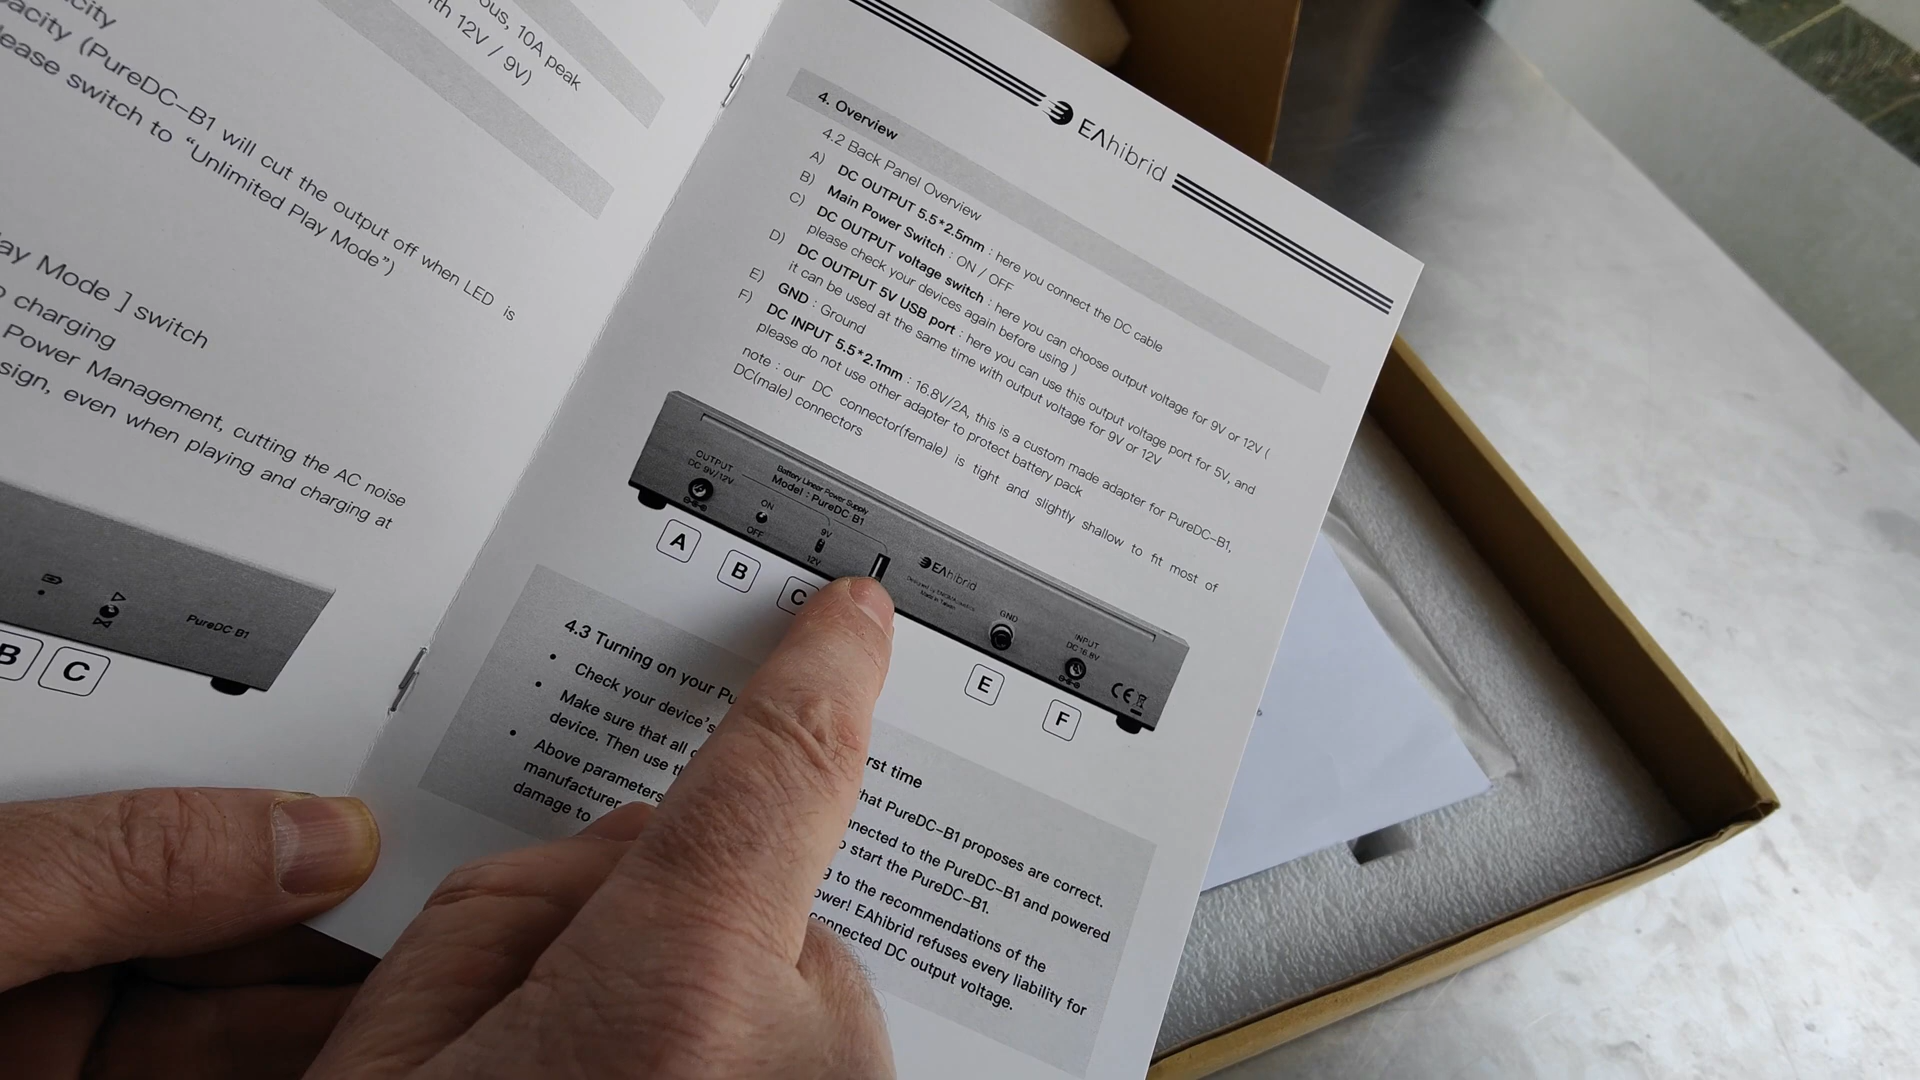 city
acity (PureDC-B1 will cut the output off when LED is
lease switch to "Unlimited Play Mode")
ous, 10A peak
th 12V / 9V)
ay Mode ] switch
o charging
Power Management, cutting the AC noise
sign, even when playing and charging at
PureDC B1
B
C
EAhibrid
4. Overview
4.2 Back Panel Overview
A) DC OUTPUT 5.5*2.5mm : here you connect the DC cable
B) Main Power Switch : ON / OFF
C) DC OUTPUT voltage switch : here you can choose output voltage for 9V or 12V (
please check your devices again before using )
D) DC OUTPUT 5V USB port : here you can use this output voltage port for 5V, and
it can be used at the same time with output voltage for 9V or 12V
E) GND : Ground
F) DC INPUT 5.5*2.1mm : 16.8V/2A, this is a custom made adapter for PureDC-B1,
please do not use other adapter to protect battery pack
note : our DC connector(female) is tight and slightly shallow to fit most of
DC(male) connectors
OUTPUT
DC 9V/12V
Battery Linear Power Supply
Model : PureDC B1
ON
OFF
9V
12V
EAhibrid
Made in Taiwan
GND
INPUT
DC 16.8V
CE
A
B
C
E
F
4.3 Turning on your Pu rst time
• Check your device's that PureDC-B1 proposes are correct.
• Make sure that all c nnected to the PureDC-B1 and powered
device. Then use th o start the PureDC-B1.
• Above parameters g to the recommendations of the
manufacturer ower! EAhibrid refuses every liability for
damage to connected DC output voltage.